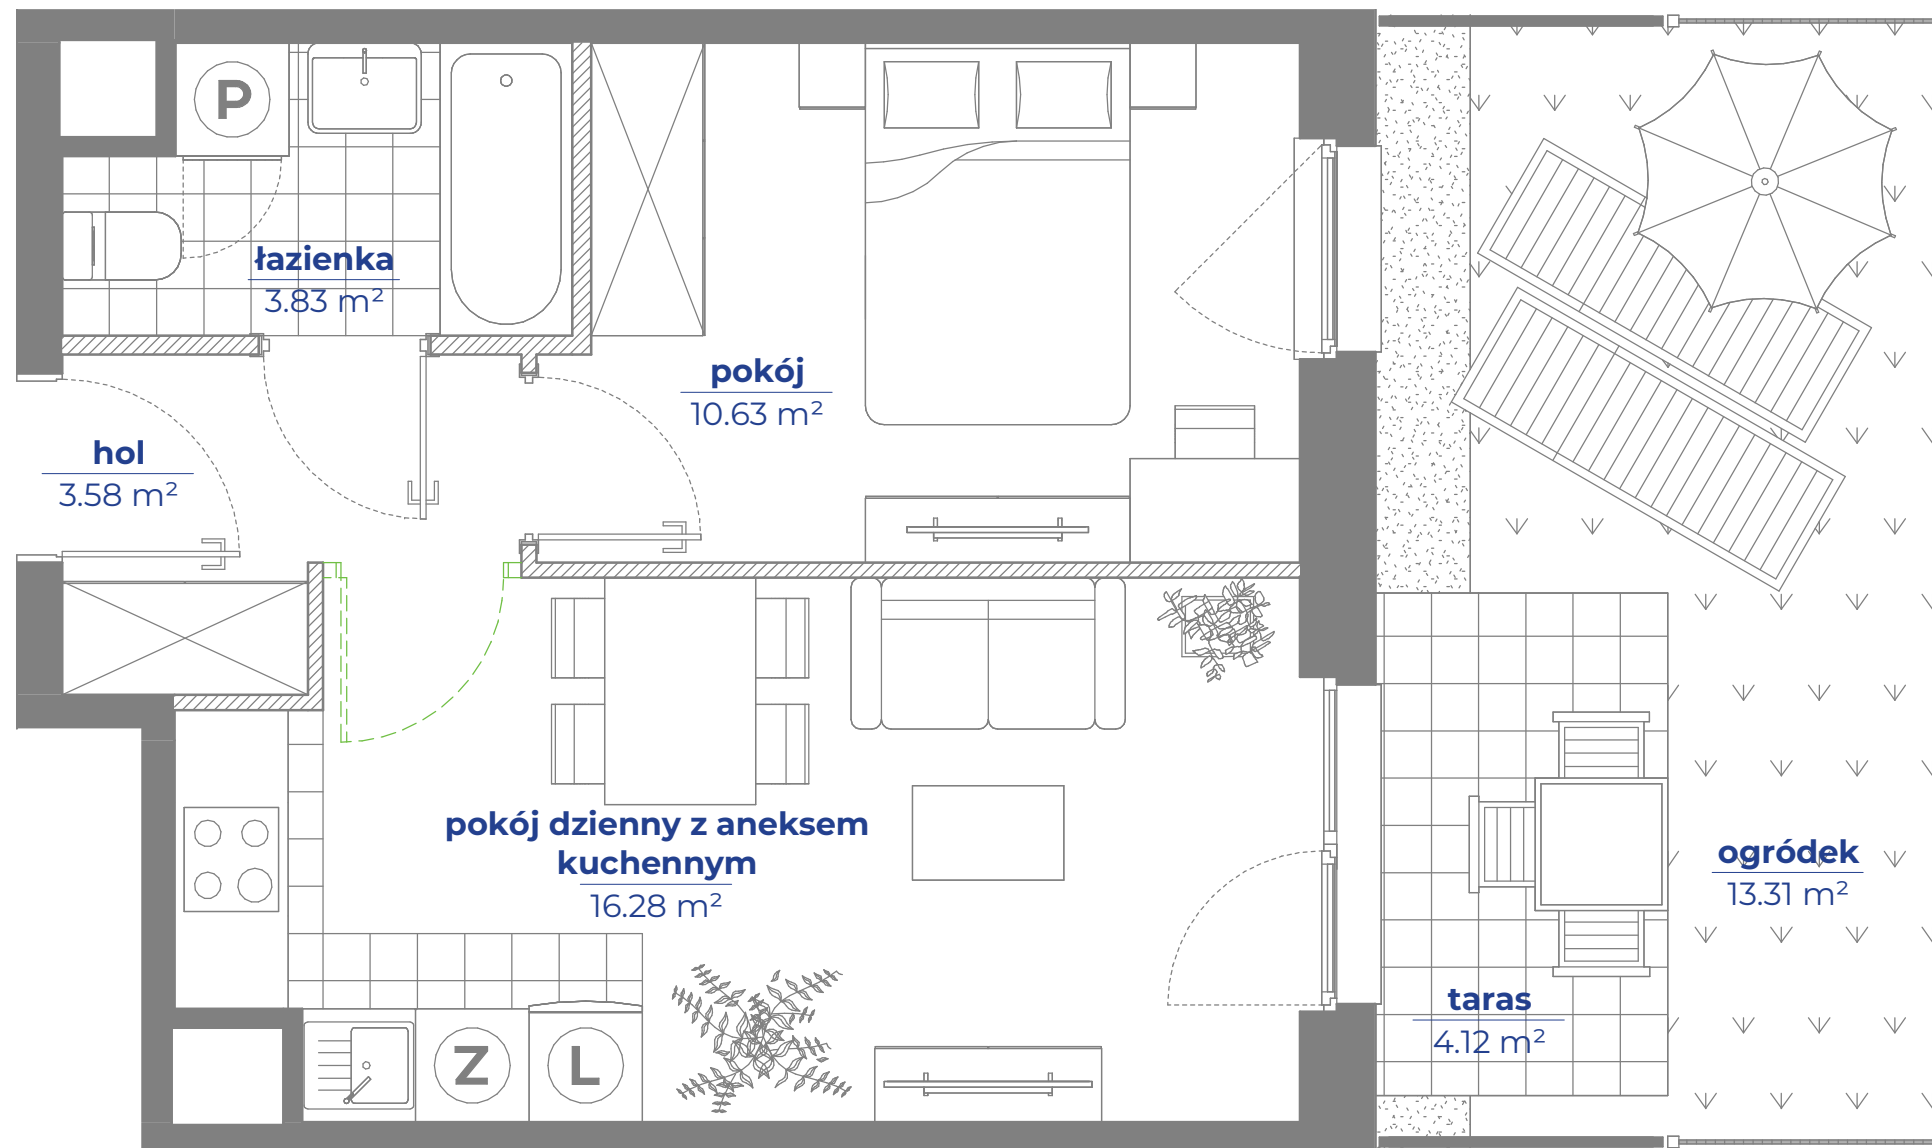 P
łazienka
3.83 m²
pokój
10.63 m²
hol
3.58 m²
pokój dzienny z aneksem
kuchennym
16.28 m²
ogródek
13.31 m²
taras
4.12 m²
Z
L